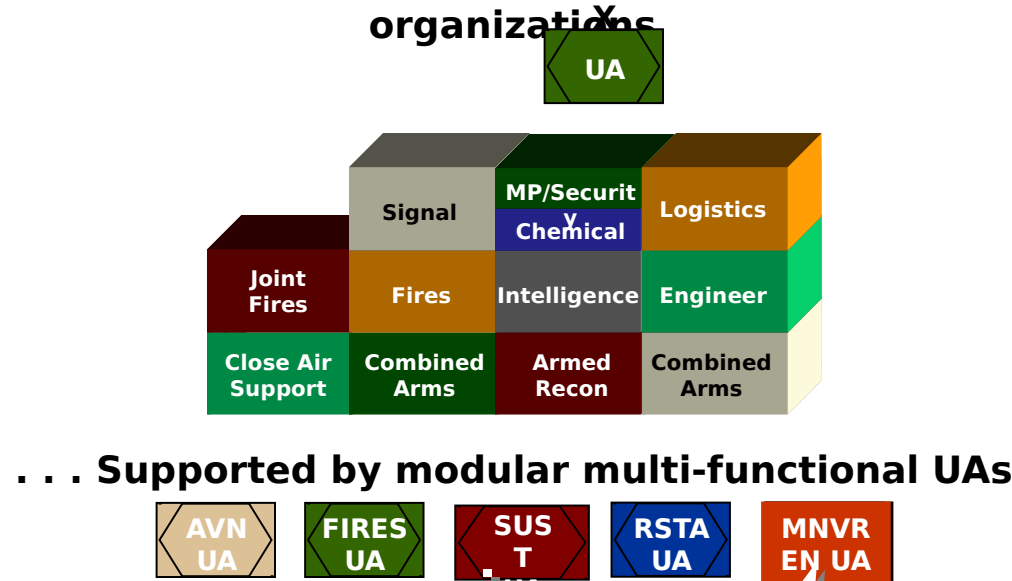 organizations
X
UA
Signal
MP/Securit
y
Chemical
Logistics
Joint
Fires
Fires
Intelligence
Engineer
Close Air
Support
Combined
Arms
Armed
Recon
Combined
Arms
. . . Supported by modular multi-functional UAs
AVN
UA
FIRES
UA
SUS
T
UA
RSTA
UA
MNVR
EN UA